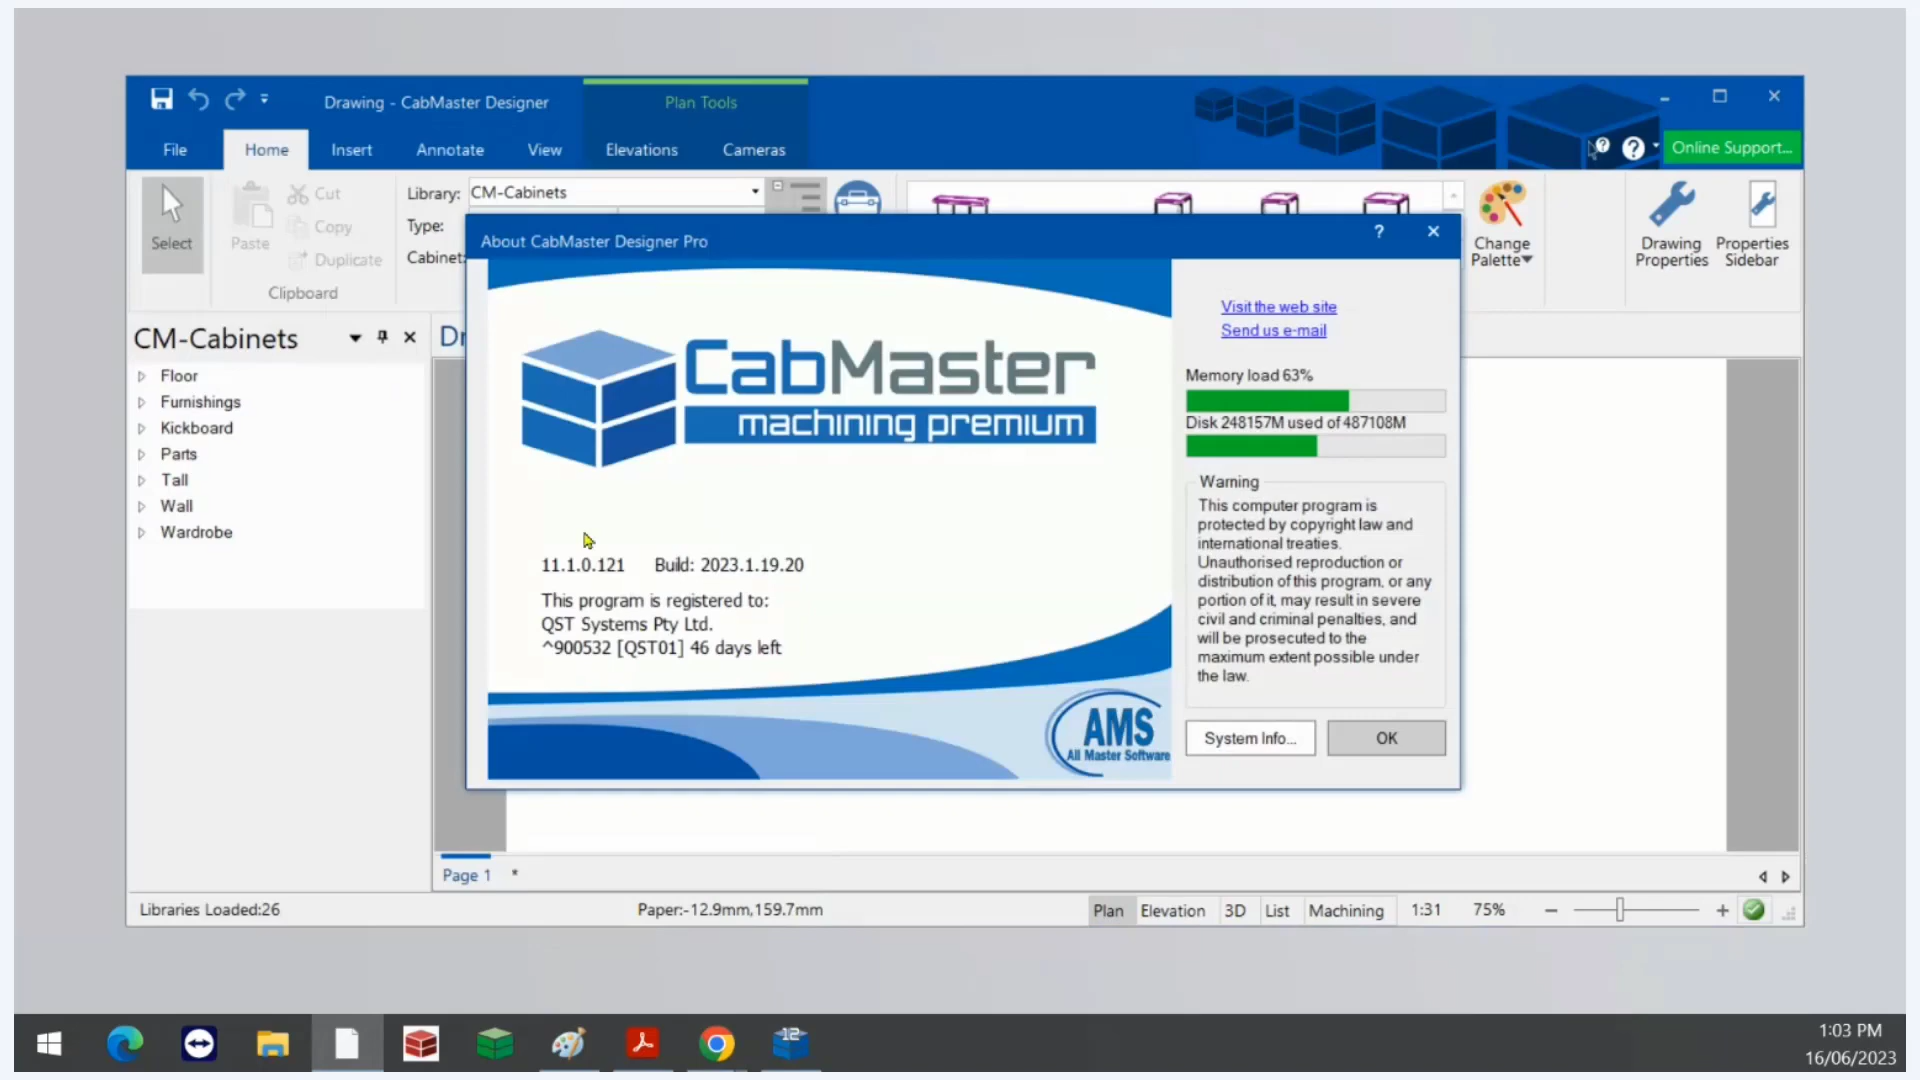 Drawing - CabMaster Designer
Plan Tools
File
Home
Insert
Annotate
View
Elevations
Cameras
Online Support...
Select
Paste
Cut
Copy
Duplicate
Clipboard
Library:
CM-Cabinets
Type:
Cabinet:
Change
Palette
Drawing
Properties
Properties
Sidebar
About CabMaster Designer Pro
CM-Cabinets
Floor
Furnishings
Kickboard
Parts
Tall
Wall
Wardrobe
CabMaster
machining premium
11.1.0.121 Build: 2023.1.19.20
This program is registered to:
QST Systems Pty Ltd.
^900532 [QST01] 46 days left
AMS
All Master Software
Visit the web site
Send us e-mail
Memory load 63%
Disk 248157M used of 487108M
Warning
This computer program is
protected by copyright law and
international treaties.
Unauthorised reproduction or
distribution of this program, or any
portion of it, may result in severe
civil and criminal penalties, and
will be prosecuted to the
maximum extent possible under
the law.
System Info...
OK
Page 1 *
Libraries Loaded:26
Paper:-12.9mm,159.7mm
Plan
Elevation
3D
List
Machining
1:31
75%
12
1:03 PM
16/06/2023